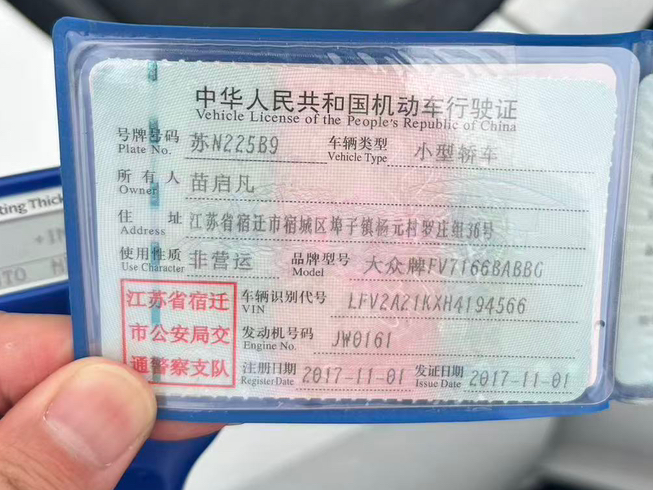 中华人民共和国机动车行驶证
Vehicle License of the People's Republic of China
号牌号码 苏N225B9 车辆类型 小型轿车
Plate No. Vehicle Type
所有人 苗启凡
Owner
住址 江苏省宿迁市宿城区埠子镇杨元村罗庄组36号
Address
使用性质 非营运 品牌型号 大众牌FV7166BABBG
Use Character Model
江苏省宿迁 车辆识别代号 LFV2A21KXH4194566
VIN
市公安局交 发动机号码 JW0161
Engine No.
通警察支队 注册日期 2017-11-01 发证日期 2017-11-01
Register Date Issue Date